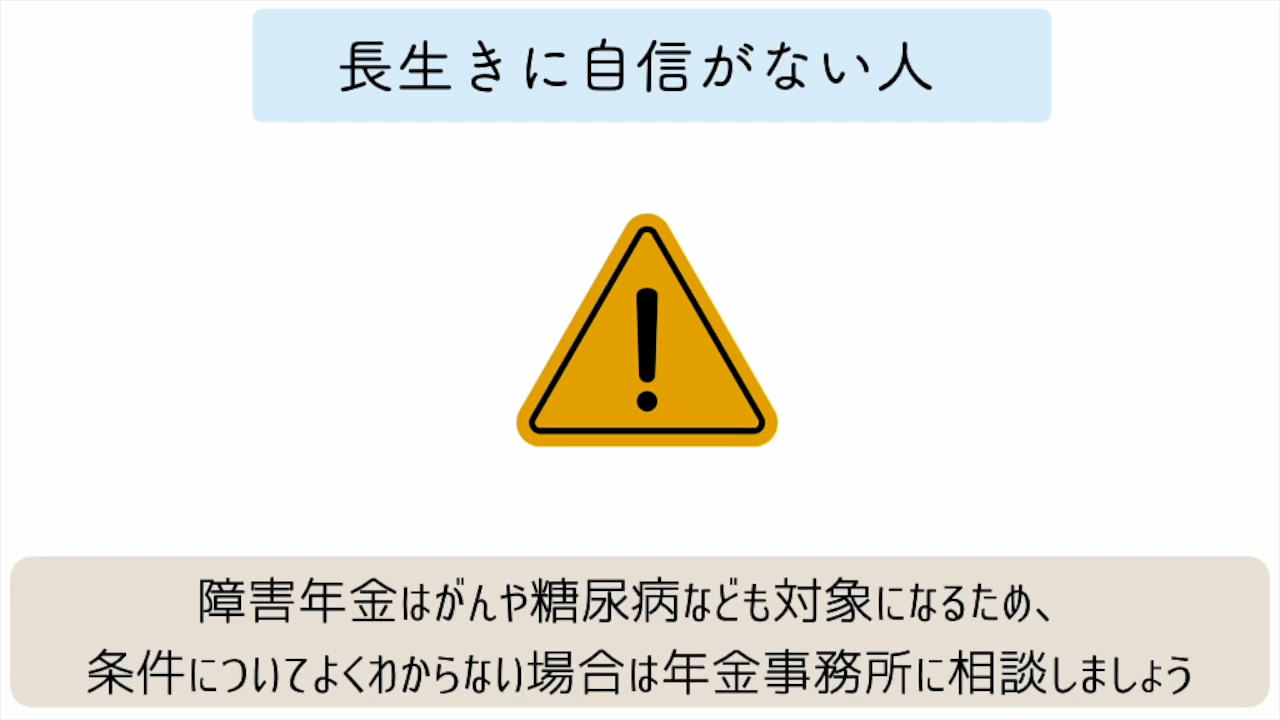 長生きに自信がない人
障害年金はがんや糖尿病なども対象になるため、
条件についてよくわからない場合は年金事務所に相談しましょう